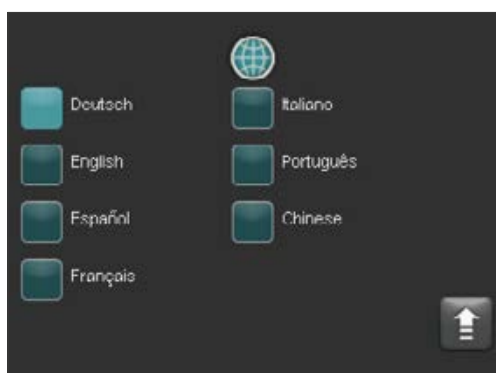 Deutsch
Italiano
English
Português
Español
Chinese
Français